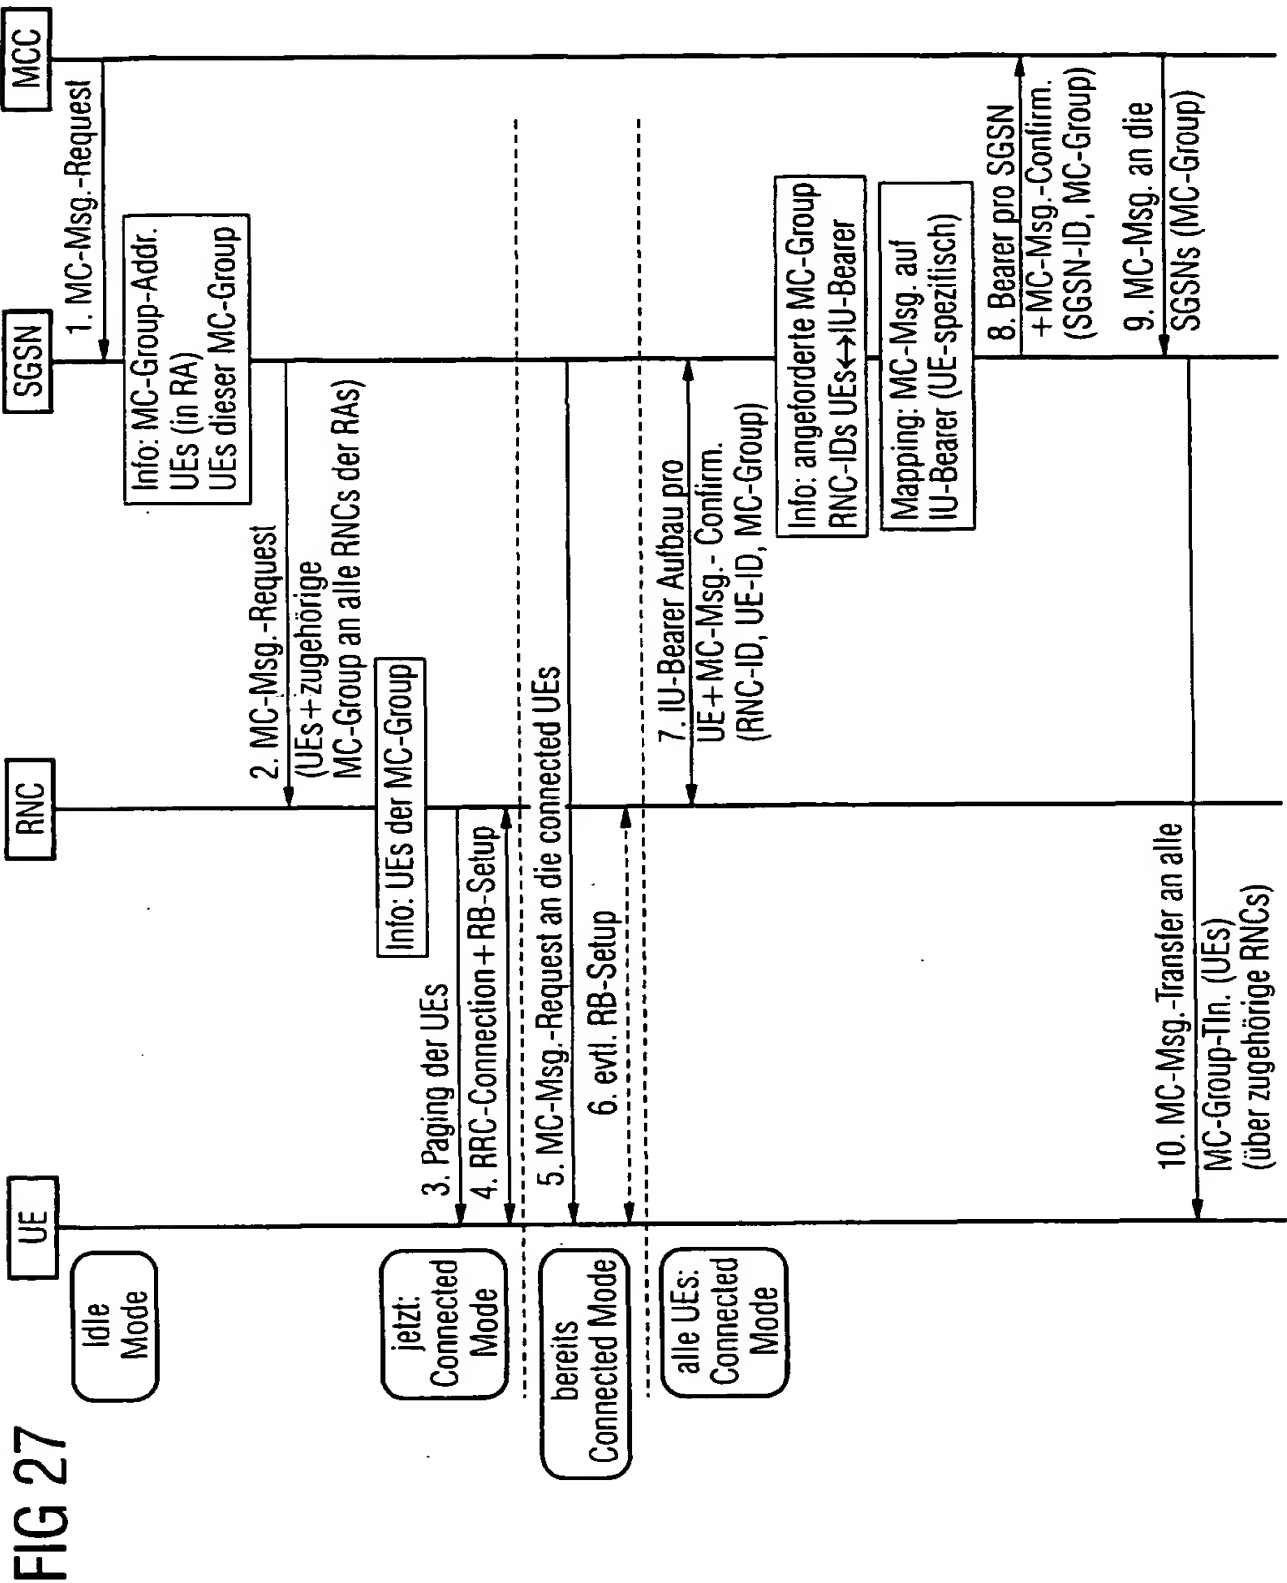 FIG 27
UE
RNC
SGSN
MCC
Idle
Mode
1. MC-Msg.-Request
Info: MC-Group-Addr.
UEs (in RA)
UEs dieser MC-Group
2. MC-Msg.-Request
(UEs+zugehörige
MC-Group an alle RNCs der RAs)
Info: UEs der MC-Group
jetzt:
Connected
Mode
3. Paging der UEs
4. RRC-Connection+RB-Setup
bereits
Connected Mode
5. MC-Msg.-Request an die connected UEs
6. evtl. RB-Setup
alle UEs:
Connected
Mode
7. IU-Bearer Aufbau pro
UE+MC-Msg.- Confirm.
(RNC-ID, UE-ID, MC-Group)
Info: angeforderte MC-Group
RNC-IDs UEs↔IU-Bearer
Mapping: MC-Msg. auf
IU-Bearer (UE-spezifisch)
8. Bearer pro SGSN
+MC-Msg.-Confirm.
(SGSN-ID, MC-Group)
9. MC-Msg. an die
SGSNs (MC-Group)
10. MC-Msg.-Transfer an alle
MC-Group-Tln. (UEs)
(über zugehörige RNCs)